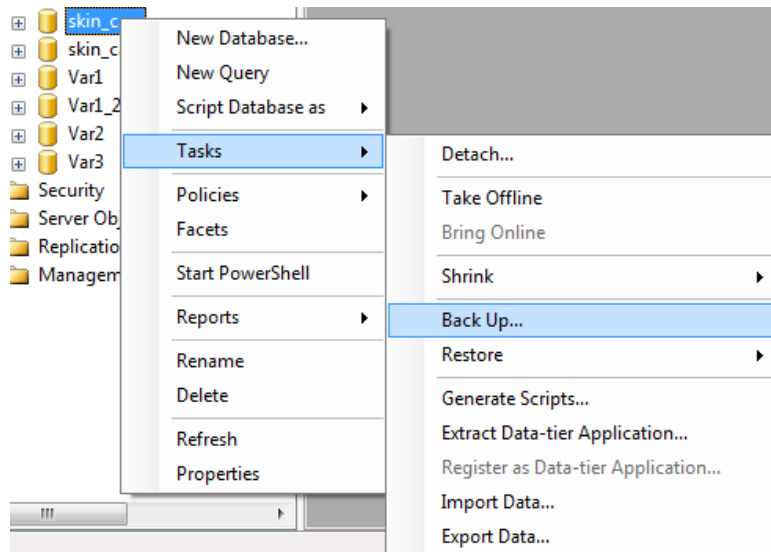 skin_c
skin_c
Var1
Var1_2
Var2
Var3
Security
Server Ob
Replicatio
Managem
New Database...
New Query
Script Database as
Tasks
Policies
Facets
Start PowerShell
Reports
Rename
Delete
Refresh
Properties
Detach...
Take Offline
Bring Online
Shrink
Back Up...
Restore
Generate Scripts...
Extract Data-tier Application...
Register as Data-tier Application...
Import Data...
Export Data...